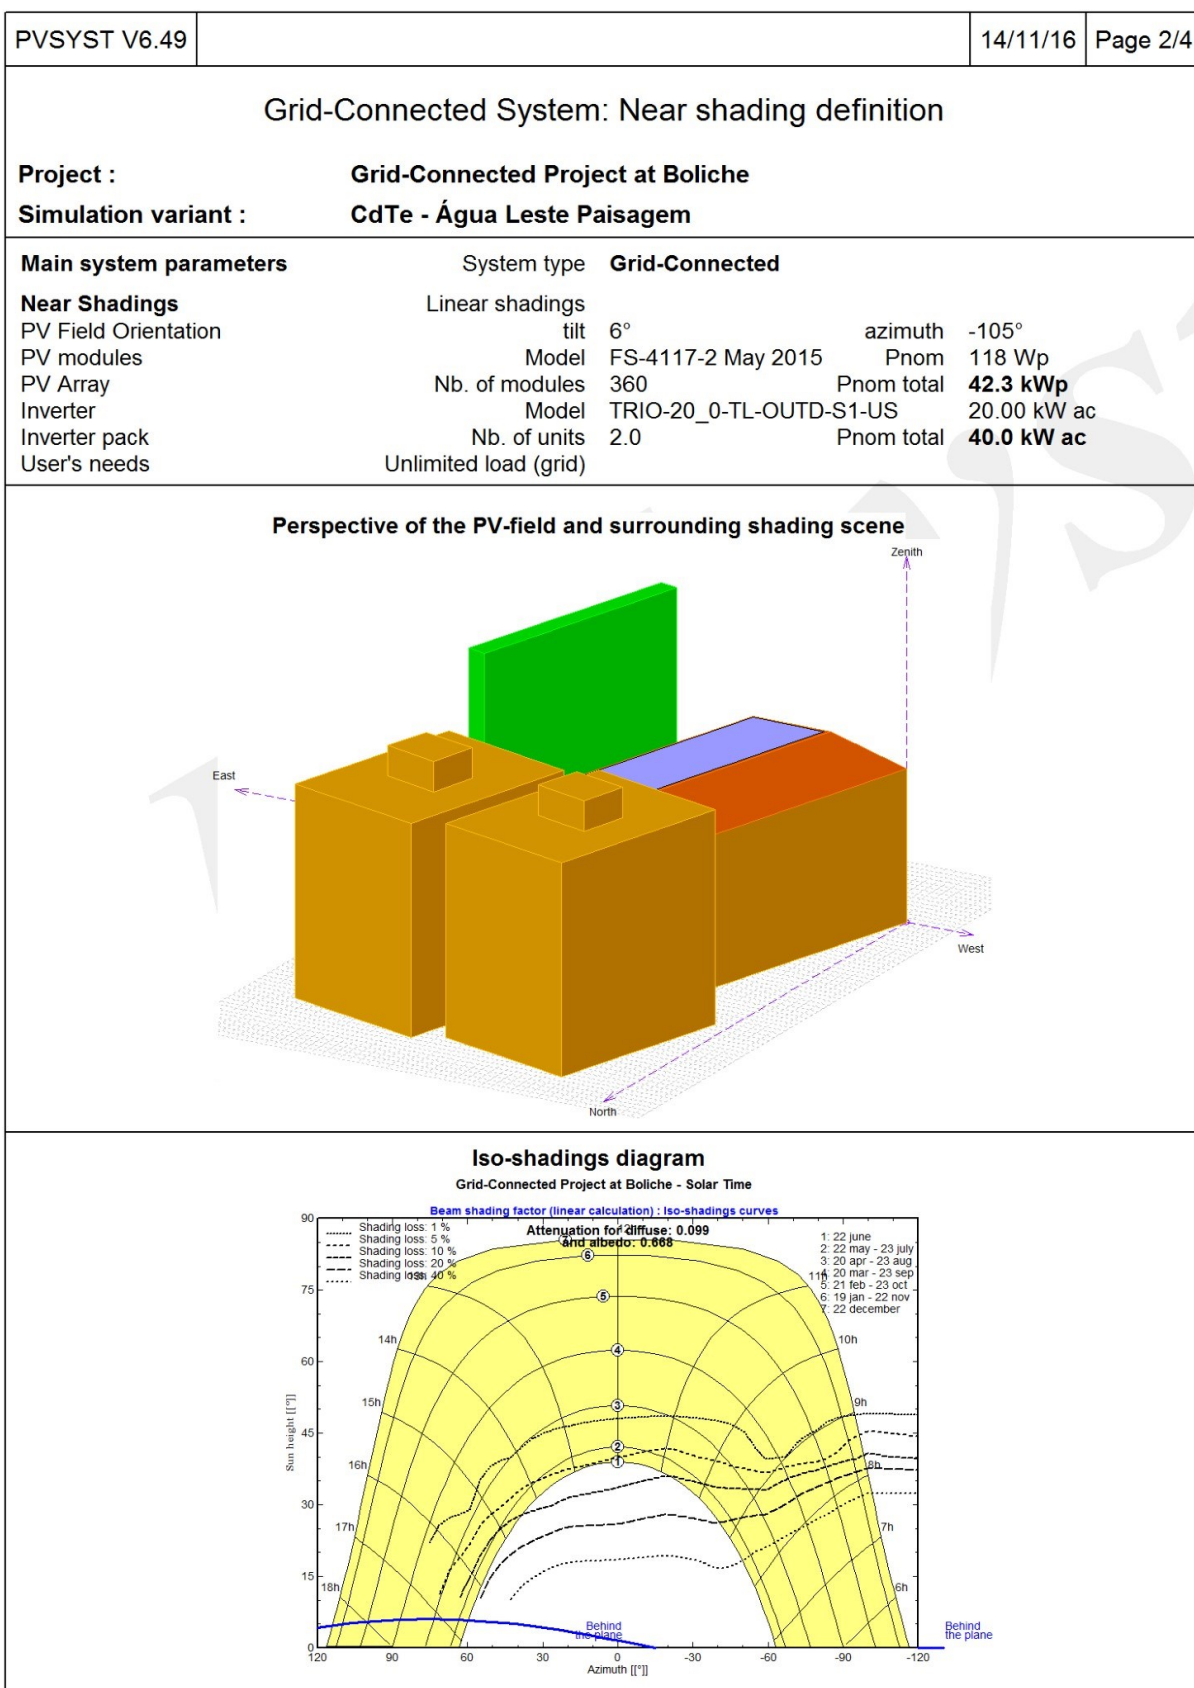 PVSYST V6.49 14/11/16 Page 2/4
Grid-Connected System: Near shading definition
Project : Grid-Connected Project at Boliche
Simulation variant : CdTe - Água Leste Paisagem
Main system parameters System type Grid-Connected
Near Shadings Linear shadings
PV Field Orientation tilt 6° azimuth -105°
PV modules Model FS-4117-2 May 2015 Pnom 118 Wp
PV Array Nb. of modules 360 Pnom total 42.3 kWp
Inverter Model TRIO-20_0-TL-OUTD-S1-US 20.00 kW ac
Inverter pack Nb. of units 2.0 Pnom total 40.0 kW ac
User's needs Unlimited load (grid)
Perspective of the PV-field and surrounding shading scene
Zenith
East
West
North
Iso-shadings diagram
Grid-Connected Project at Boliche - Solar Time
Beam shading factor (linear calculation) : Iso-shadings curves
Attenuation for diffuse: 0.099
and albedo: 0.668
Shading loss: 1 %
Shading loss: 5 %
Shading loss: 10 %
Shading loss: 20 %
Shading loss: 40 %
1: 22 june
2: 22 may - 23 july
3: 20 apr - 23 aug
4: 20 mar - 23 sep
5: 21 feb - 23 oct
6: 19 jan - 22 nov
7: 22 december
12h
13h 11h
14h 10h
15h 9h
16h 8h
17h 7h
18h 6h
7
6
5
4
3
2
1
90
75
60
45
30
15
0
Sun height [[°]]
Behind
the plane
Behind
the plane
120 90 60 30 0 -30 -60 -90 -120
Azimuth [[°]]